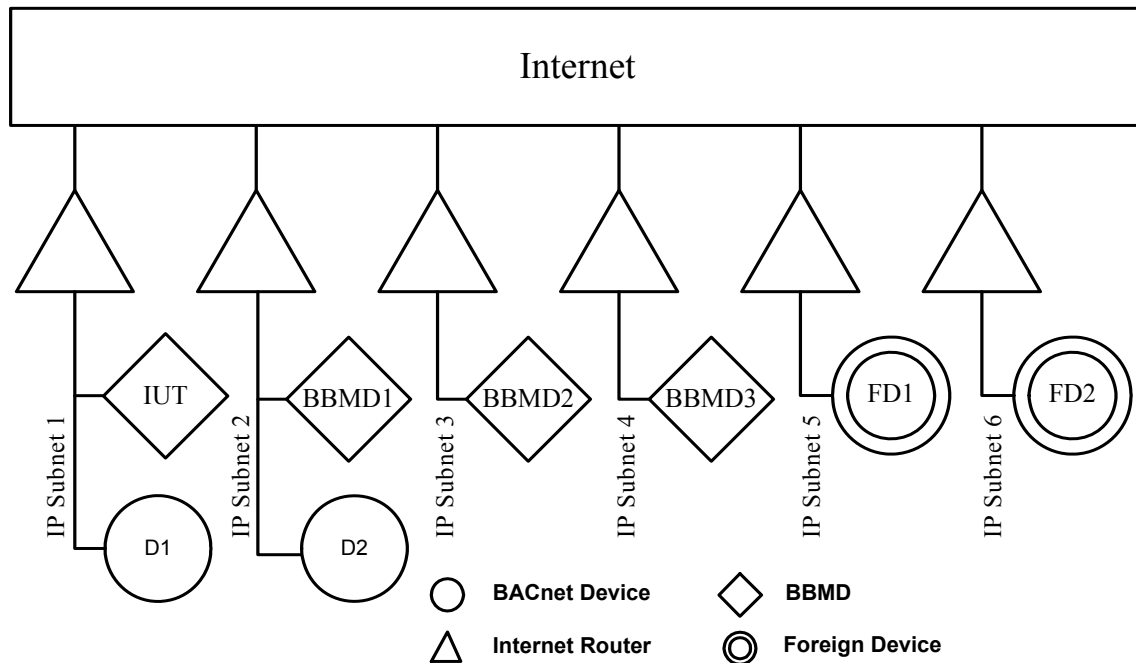 Internet
IP Subnet 1
IUT
D1
IP Subnet 2
BBMD1
D2
IP Subnet 3
BBMD2
IP Subnet 4
BBMD3
IP Subnet 5
FD1
IP Subnet 6
FD2
BACnet Device
BBMD
Internet Router
Foreign Device